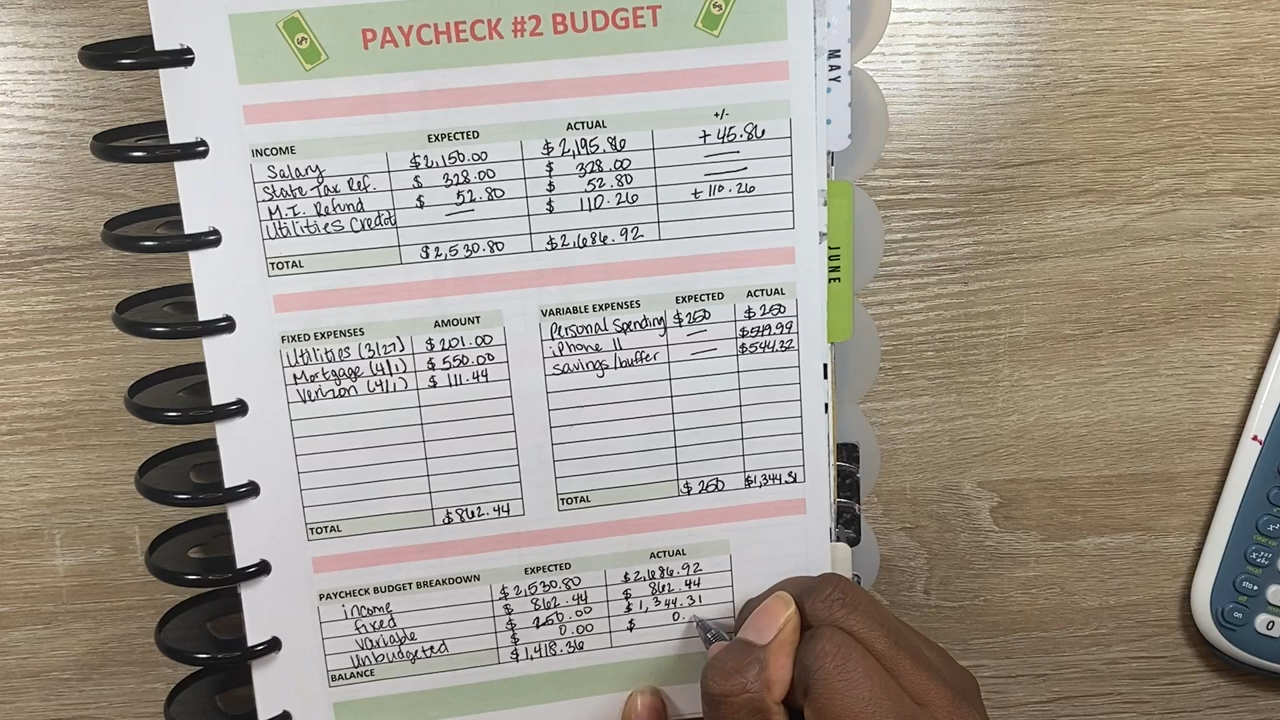 PAYCHECK #2 BUDGET
INCOME EXPECTED ACTUAL +/-
Salary $2,150.00 $2,195.86 +45.86
State Tax Ref. $ 328.00 $ 328.00 —
M.I. Refund $ 52.80 $ 52.80 —
Utilities Credit — $ 110.26 +110.26
TOTAL $2,530.80 $2,686.92
FIXED EXPENSES AMOUNT
Utilities (3/27) $201.00
Mortgage (4/1) $550.00
Verizon (4/1) $ 111.44
TOTAL $862.44
VARIABLE EXPENSES EXPECTED ACTUAL
Personal Spending $250 $250
iPhone 11 — $549.99
savings/buffer — $544.32
TOTAL $250 $1,344.31
PAYCHECK BUDGET BREAKDOWN EXPECTED ACTUAL
income $2,530.80 $2,686.92
fixed $ 862.44 $ 862.44
variable $ 250.00 $1,344.31
unbudgeted $ 0.00 $ 0.
BALANCE $1,418.36
MAY
JUNE
sto▸
on
0